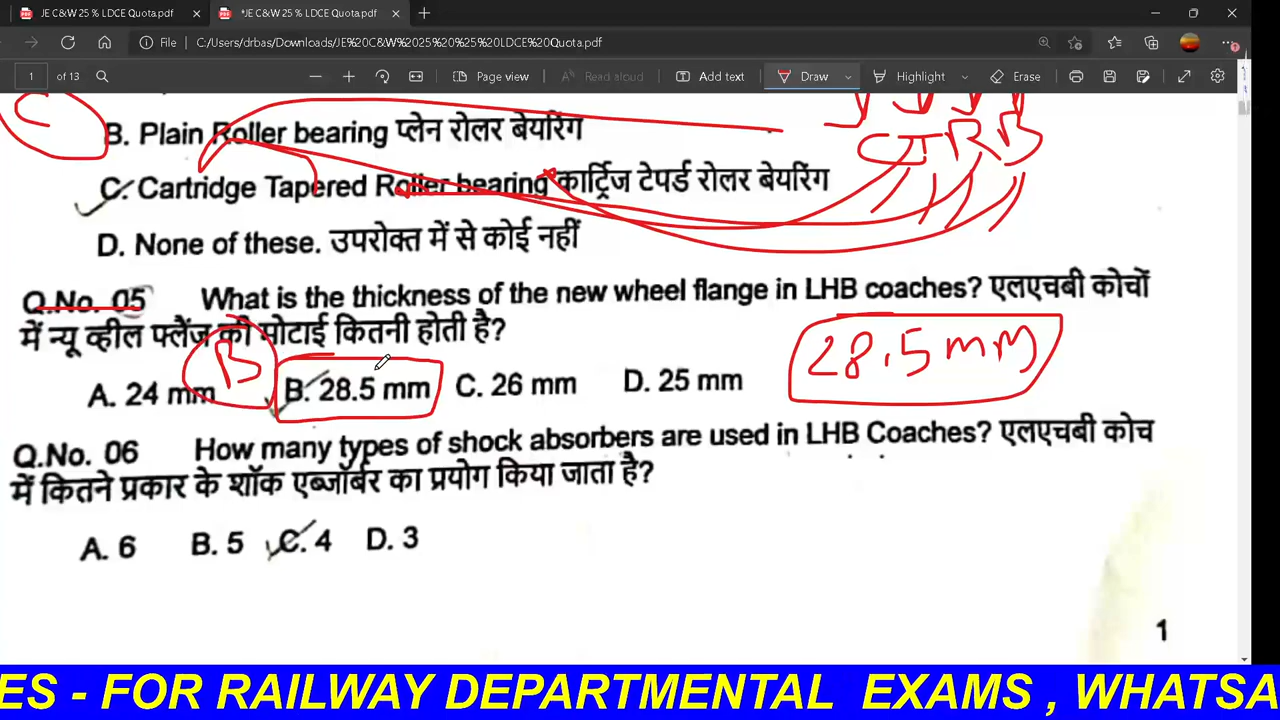 JE C&W 25 % LDCE Quota.pdf
*JE C&W 25 % LDCE Quota.pdf
File
C:/Users/drbas/Downloads/JE%20C&W%2025%20%25%20LDCE%20Quota.pdf
1 of 13
Page view
Read aloud
Add text
Draw
Highlight
Erase
C
B. Plain Roller bearing प्लेन रोलर बेयरिंग
CTRB
C. Cartridge Tapered Roller bearing कार्ट्रिज टेपर्ड रोलर बेयरिंग
D. None of these. उपरोक्त में से कोई नहीं
Q.No. 05 What is the thickness of the new wheel flange in LHB coaches? एलएचबी कोचों
में न्यू व्हील फ्लैंज की मोटाई कितनी होती है?
28.5 mm
B
A. 24 mm B. 28.5 mm C. 26 mm D. 25 mm
Q.No. 06 How many types of shock absorbers are used in LHB Coaches? एलएचबी कोच
में कितने प्रकार के शॉक एब्जॉर्बर का प्रयोग किया जाता है?
A. 6 B. 5 C. 4 D. 3
1
ES - FOR RAILWAY DEPARTMENTAL EXAMS , WHATSA